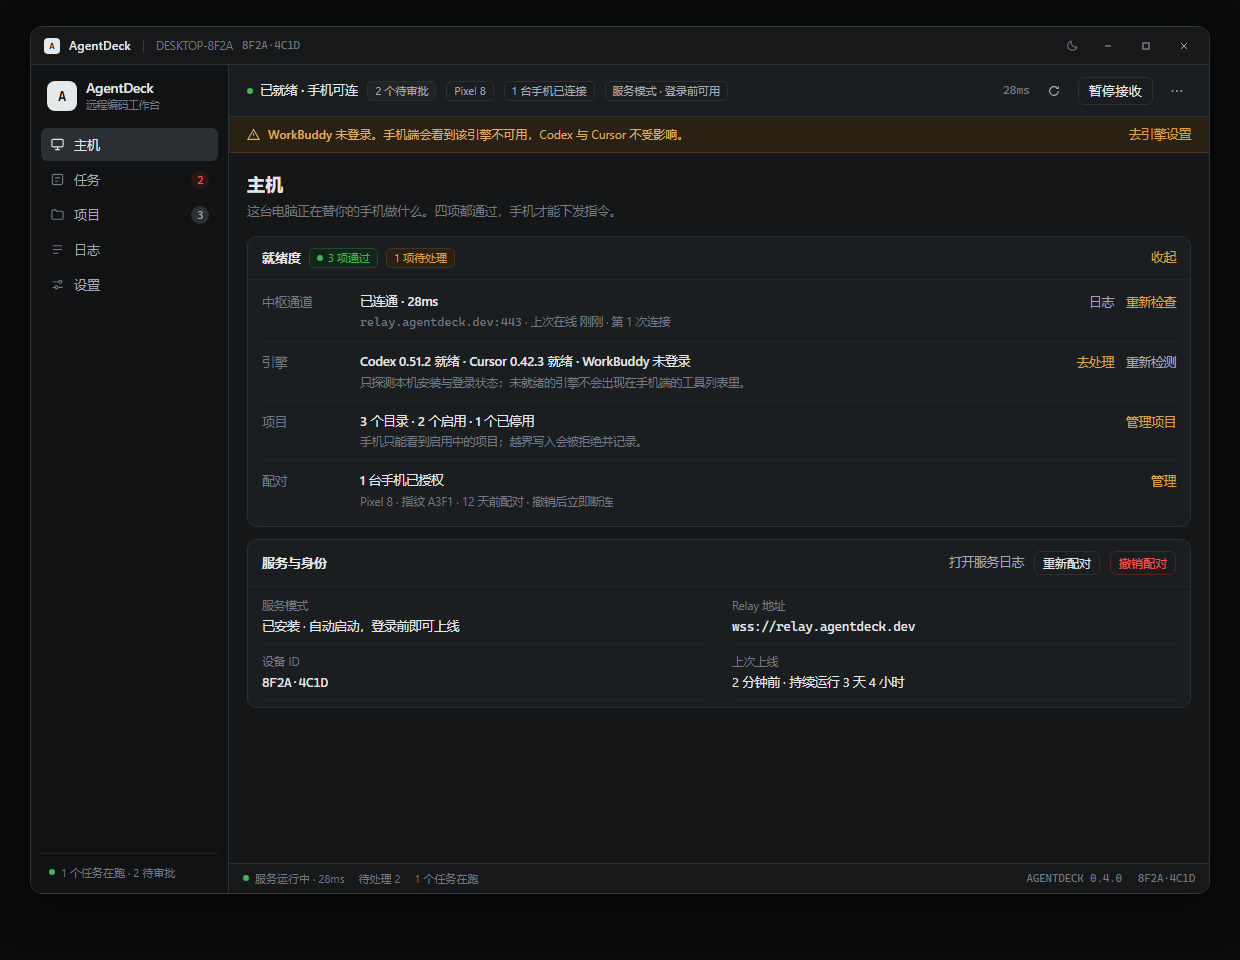 A AgentDeck DESKTOP-8F2A 8F2A·4C1D
A AgentDeck
远程编码工作台
主机
任务 2
项目 3
日志
设置
1 个任务在跑 · 2 待审批
已就绪 · 手机可连 2 个待审批 Pixel 8 1 台手机已连接 服务模式 · 登录前可用 28ms 暂停接收 ···
WorkBuddy 未登录。手机端会看到该引擎不可用，Codex 与 Cursor 不受影响。 去引擎设置
主机
这台电脑正在替你的手机做什么。四项都通过，手机才能下发指令。
就绪度 3 项通过 1 项待处理 收起
中枢通道 已连通 · 28ms 日志 重新检查
relay.agentdeck.dev:443 · 上次在线 刚刚 · 第 1 次连接
引擎 Codex 0.51.2 就绪 · Cursor 0.42.3 就绪 · WorkBuddy 未登录 去处理 重新检测
只探测本机安装与登录状态；未就绪的引擎不会出现在手机端的工具列表里。
项目 3 个目录 · 2 个启用 · 1 个已停用 管理项目
手机只能看到启用中的项目；越界写入会被拒绝并记录。
配对 1 台手机已授权 管理
Pixel 8 · 指纹 A3F1 · 12 天前配对 · 撤销后立即断连
服务与身份 打开服务日志 重新配对 撤销配对
服务模式 Relay 地址
已安装 · 自动启动，登录前即可上线 wss://relay.agentdeck.dev
设备 ID 上次上线
8F2A·4C1D 2 分钟前 · 持续运行 3 天 4 小时
服务运行中 · 28ms 待处理 2 1 个任务在跑 AGENTDECK 0.4.0 8F2A·4C1D